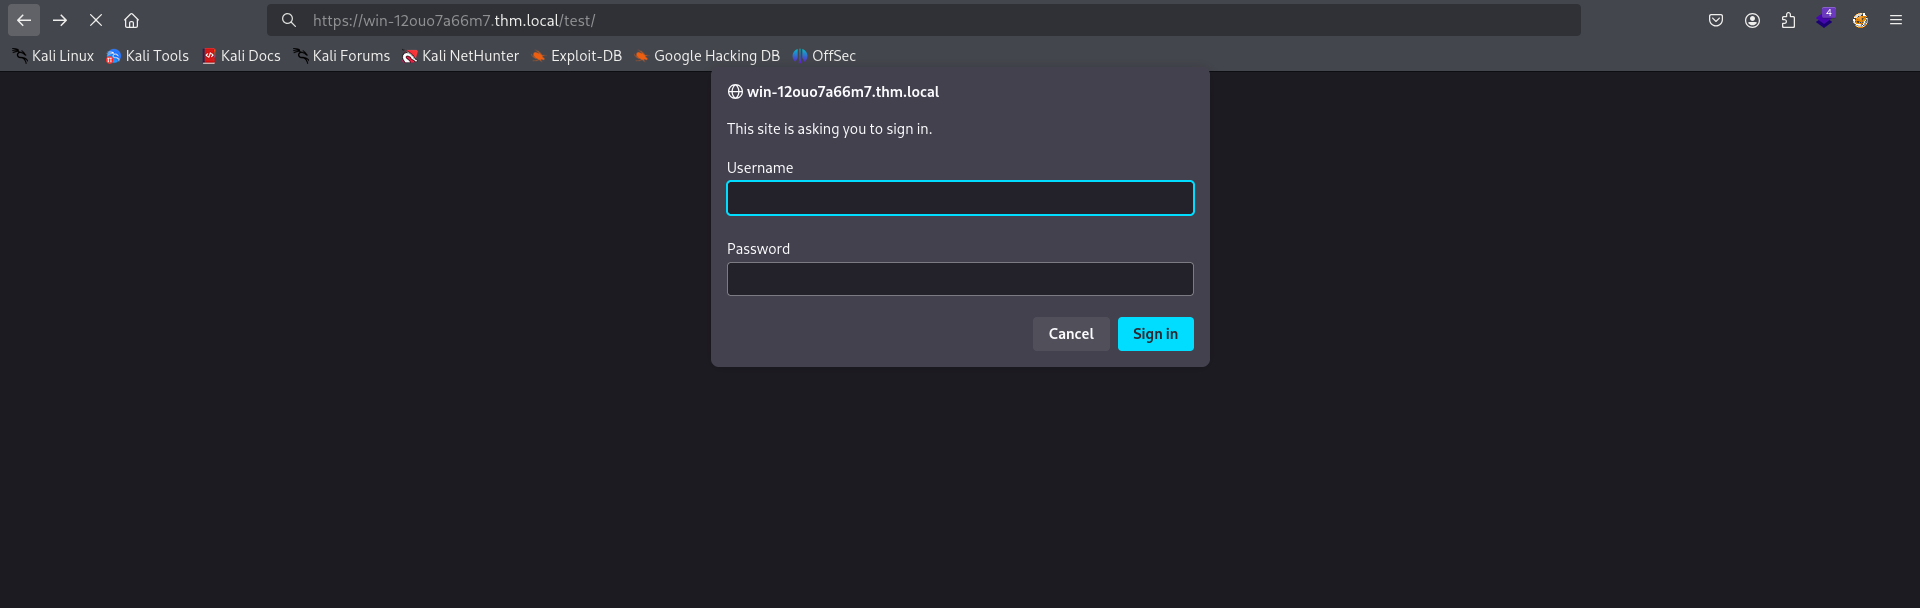 https://win-12ouo7a66m7.thm.local/test/
4
Kali Linux Kali Tools Kali Docs Kali Forums Kali NetHunter Exploit-DB Google Hacking DB OffSec
win-12ouo7a66m7.thm.local
This site is asking you to sign in.
Username
Password
Cancel Sign in